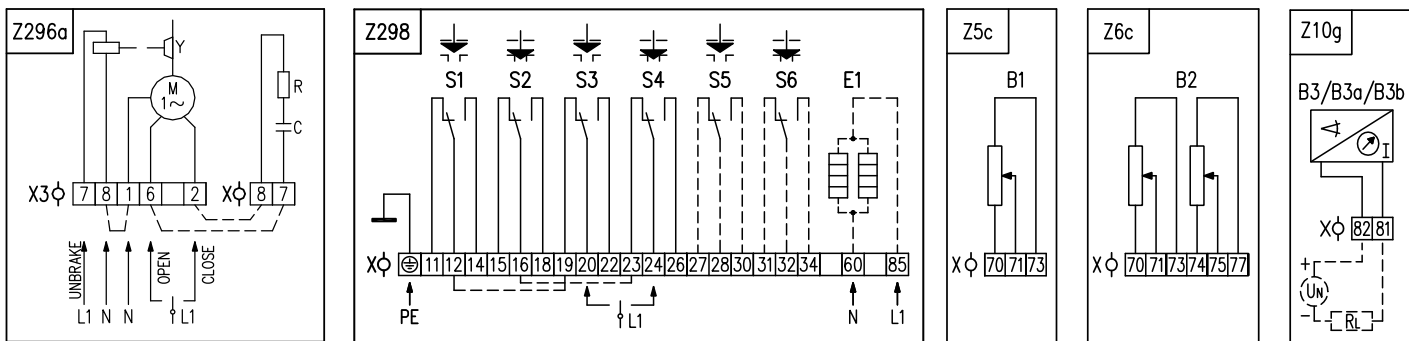 Z296a
Y
M
1~
R
C
X3 7 8 1 6 2
X 8 7
UNBRAKE
OPEN
CLOSE
L1 N N L1
Z298
S1 S2 S3 S4 S5 S6 E1
X 11 12 14 15 16 18 19 20 22 23 24 26 27 28 30 31 32 34 60 85
PE L1 N L1
Z5c
B1
X 70 71 73
Z6c
B2
X 70 71 73 74 75 77
Z10g
B3/B3a/B3b
I
X 82 81
+
UN
−
RL